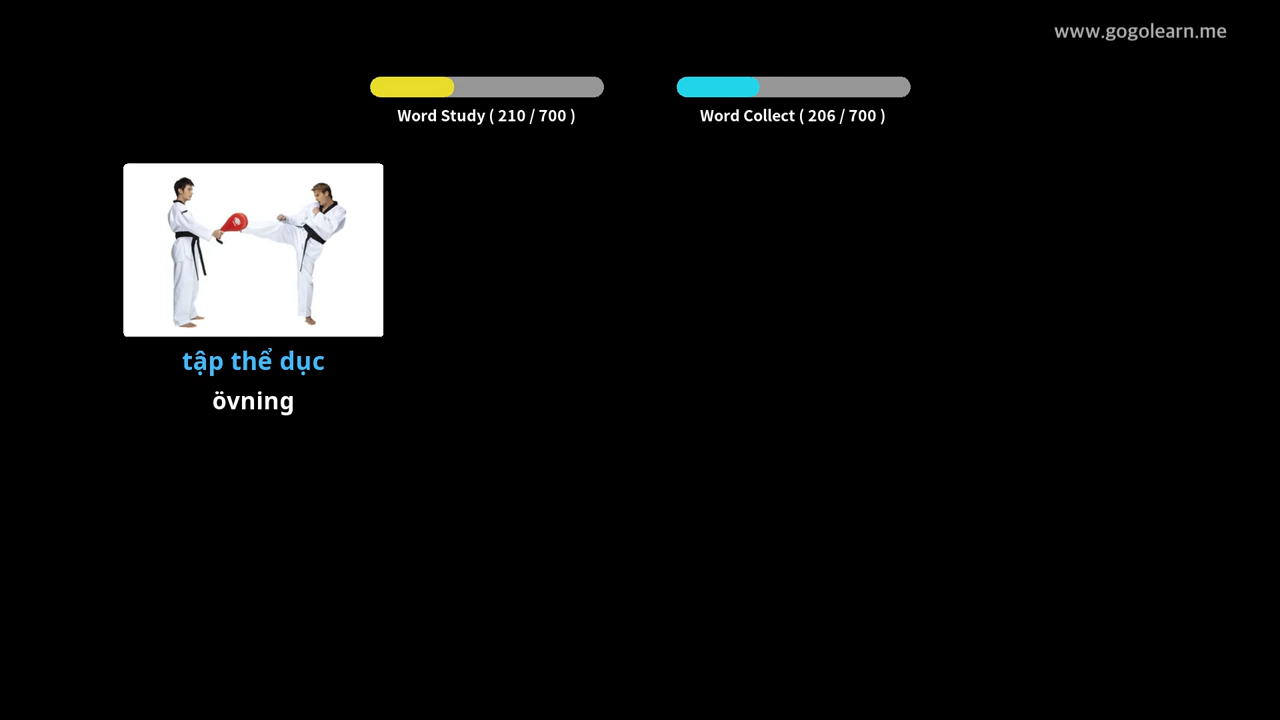 www.gogolearn.me
Word Study ( 210 / 700 )
Word Collect ( 206 / 700 )
tập thể dục
övning